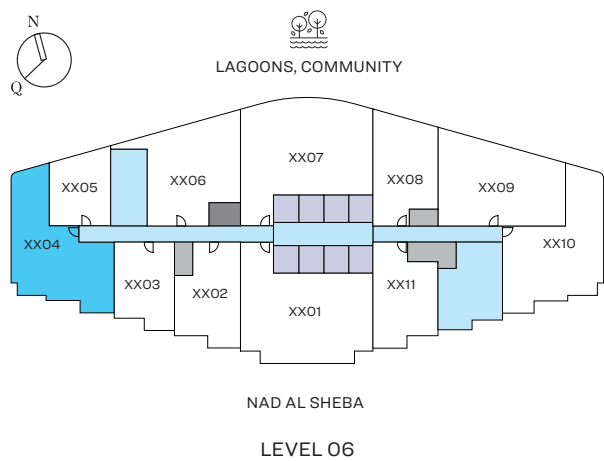 N
Q
LAGOONS, COMMUNITY
XX07
XX05
XX06
XX08
XX09
XX04
XX10
XX03
XX02
XX01
XX11
NAD AL SHEBA
LEVEL 06